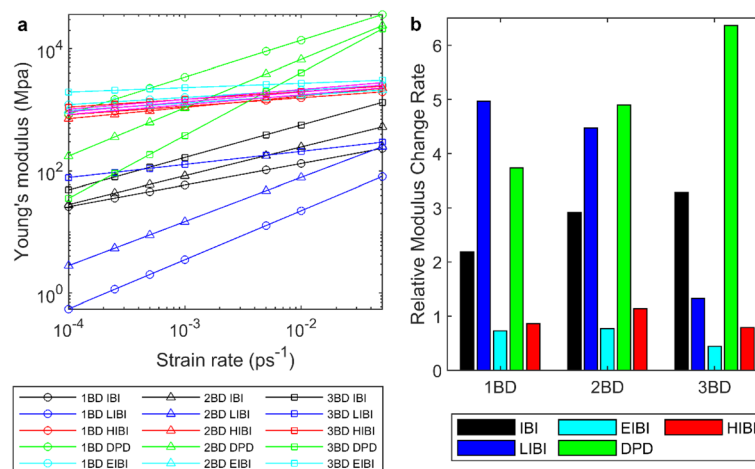 a
Young's modulus (Mpa)
10^4
10^2
10^0
10^-4
10^-3
10^-2
Strain rate (ps^-1)
1BD IBI
2BD IBI
3BD IBI
1BD LIBI
2BD LIBI
3BD LIBI
1BD HIBI
2BD HIBI
3BD HIBI
1BD DPD
2BD DPD
3BD DPD
1BD EIBI
2BD EIBI
3BD EIBI
b
Relative Modulus Change Rate
7
6
5
4
3
2
1
0
1BD
2BD
3BD
IBI
EIBI
HIBI
LIBI
DPD